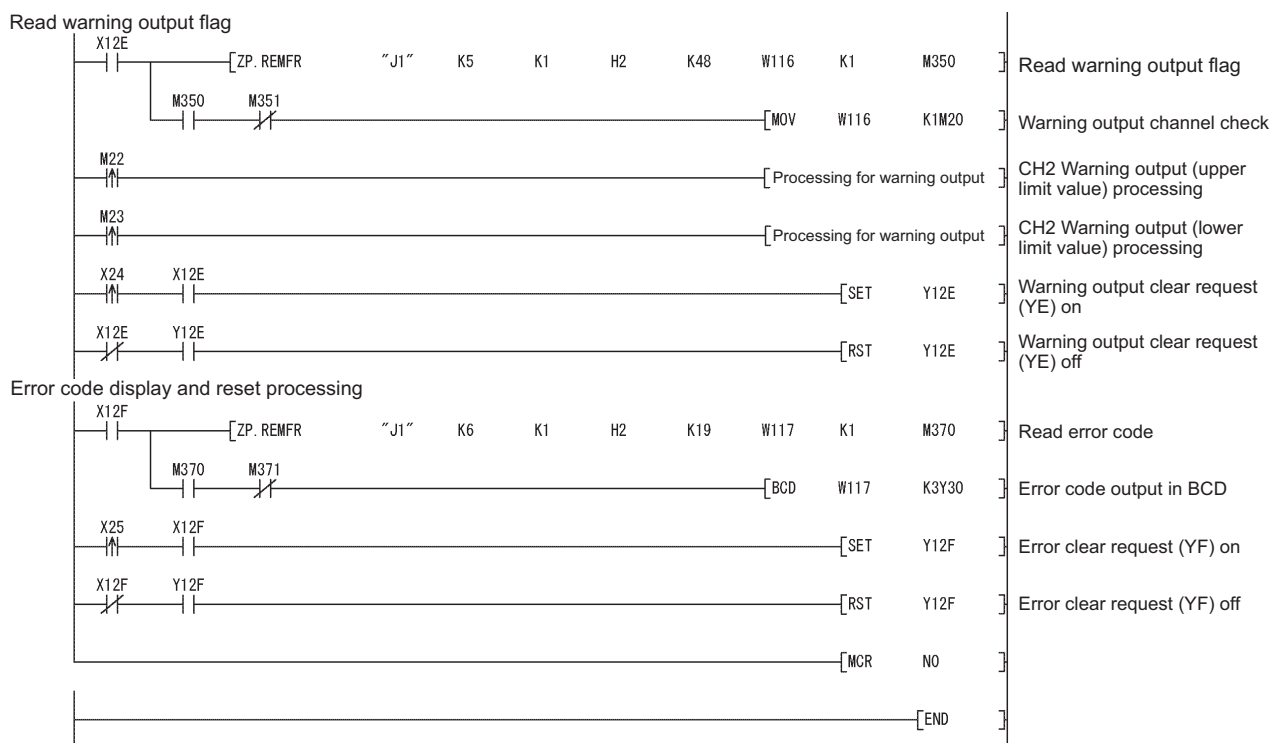 Read warning output flag
X12E
ZP. REMFR "J1" K5 K1 H2 K48 W116 K1 M350 Read warning output flag
M350 M351
MOV W116 K1M20 Warning output channel check
M22
Processing for warning output CH2 Warning output (upper
limit value) processing
M23
Processing for warning output CH2 Warning output (lower
limit value) processing
X24 X12E
SET Y12E Warning output clear request
(YE) on
X12E Y12E
RST Y12E Warning output clear request
(YE) off
Error code display and reset processing
X12F
ZP. REMFR "J1" K6 K1 H2 K19 W117 K1 M370 Read error code
M370 M371
BCD W117 K3Y30 Error code output in BCD
X25 X12F
SET Y12F Error clear request (YF) on
X12F Y12F
RST Y12F Error clear request (YF) off
MCR N0
END